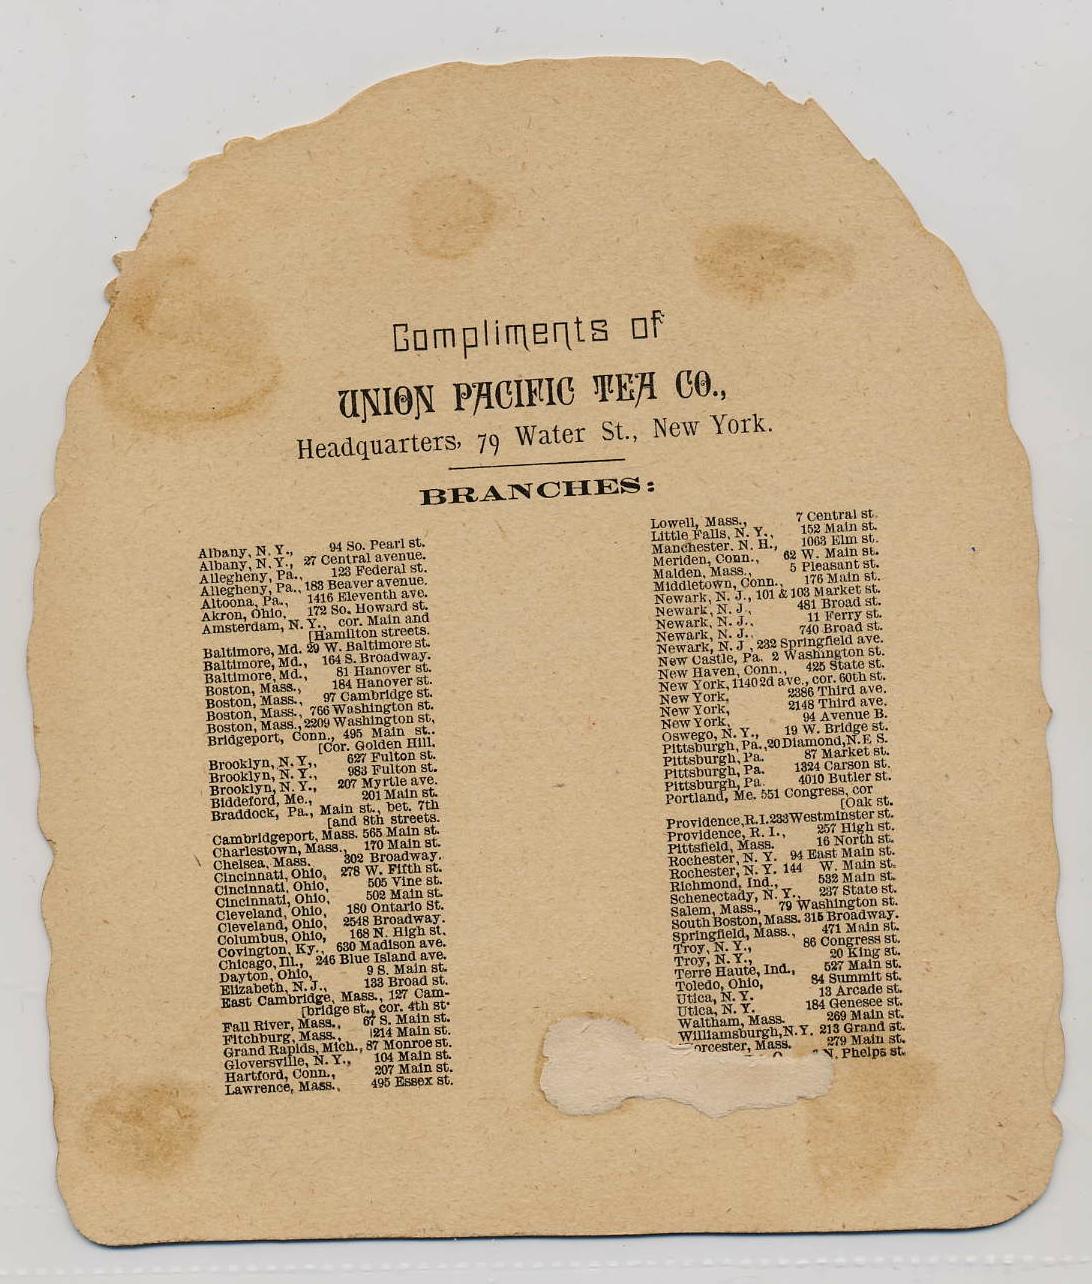 Compliments of
UNION PACIFIC TEA CO.,
Headquarters, 79 Water St., New York.
BRANCHES:
Albany, N. Y., 94 So. Pearl st.
Albany, N. Y., 27 Central avenue.
Allegheny, Pa., 123 Federal st.
Allegheny, Pa., 183 Beaver avenue.
Altoona, Pa., 1416 Eleventh ave.
Akron, Ohio, 172 So. Howard st.
Amsterdam, N. Y., cor. Main and
[Hamilton streets.
Baltimore, Md. 29 W. Baltimore st.
Baltimore, Md., 164 S. Broadway.
Baltimore, Md., 81 Hanover st.
Boston, Mass., 184 Hanover st.
Boston, Mass., 97 Cambridge st.
Boston, Mass., 766 Washington st.
Boston, Mass., 2209 Washington st.
Bridgeport, Conn., 495 Main st..
[Cor. Golden Hill.
Brooklyn, N. Y., 627 Fulton st.
Brooklyn, N. Y., 983 Fulton st.
Brooklyn, N. Y., 207 Myrtle ave.
Biddeford, Me., 201 Main st.
Braddock, Pa., Main st., bet. 7th
[and 8th streets.
Cambridgeport, Mass. 565 Main st.
Charlestown, Mass., 170 Main st.
Chelsea, Mass. 302 Broadway.
Cincinnati, Ohio, 278 W. Fifth st.
Cincinnati, Ohio, 505 Vine st.
Cincinnati, Ohio, 502 Main st.
Cleveland, Ohio, 180 Ontario st.
Cleveland, Ohio, 2548 Broadway.
Columbus, Ohio, 168 N. High st.
Covington, Ky., 630 Madison ave.
Chicago, Ill., 246 Blue Island ave.
Dayton, Ohio, 9 S. Main st.
Elizabeth, N. J., 133 Broad st.
East Cambridge, Mass., 127 Cam-
[bridge st., cor. 4th st.
Fall River, Mass., 67 S. Main st.
Fitchburg, Mass., 214 Main st.
Grand Rapids, Mich., 87 Monroe st.
Gloversville, N. Y., 104 Main st.
Hartford, Conn., 207 Main st.
Lawrence, Mass., 495 Essex st.
Lowell, Mass., 7 Central st.
Little Falls, N. Y., 152 Main st.
Manchester, N. H., 1063 Elm st.
Meriden, Conn., 62 W. Main st.
Malden, Mass., 5 Pleasant st.
Middletown, Conn., 176 Main st.
Newark, N. J., 101 & 103 Market st.
Newark, N. J., 481 Broad st.
Newark, N. J., 11 Ferry st.
Newark, N. J., 740 Broad st.
Newark, N. J., 232 Springfield ave.
New Castle, Pa. 2 Washington st.
New Haven, Conn., 425 State st.
New York, 1140 2d ave., cor. 60th st.
New York, 2386 Third ave.
New York, 2148 Third ave.
New York, 94 Avenue B.
Oswego, N. Y., 19 W. Bridge st.
Pittsburgh, Pa., 20 Diamond, N. E S.
Pittsburgh, Pa. 87 Market st.
Pittsburgh, Pa. 1324 Carson st.
Pittsburgh, Pa. 4010 Butler st.
Portland, Me. 551 Congress, cor
[Oak st.
Providence, R.I. 233 Westminster st.
Providence, R. I., 257 High st.
Pittsfield, Mass. 16 North st.
Rochester, N. Y. 94 East Main st.
Rochester, N. Y. 144 W. Main st.
Richmond, Ind., 532 Main st.
Schenectady, N. Y., 237 State st.
Salem, Mass., 79 Washington st.
South Boston, Mass. 315 Broadway.
Springfield, Mass., 471 Main st.
Troy, N. Y., 86 Congress st.
Troy, N. Y., 20 King st.
Terre Haute, Ind., 527 Main st.
Toledo, Ohio, 84 Summit st.
Utica, N. Y. 13 Arcade st.
Utica, N. Y. 184 Genesee st.
Waltham, Mass. 269 Main st.
Williamsburgh, N.Y. 213 Grand st.
orcester, Mass. 279 Main st.
N. Phelps st.